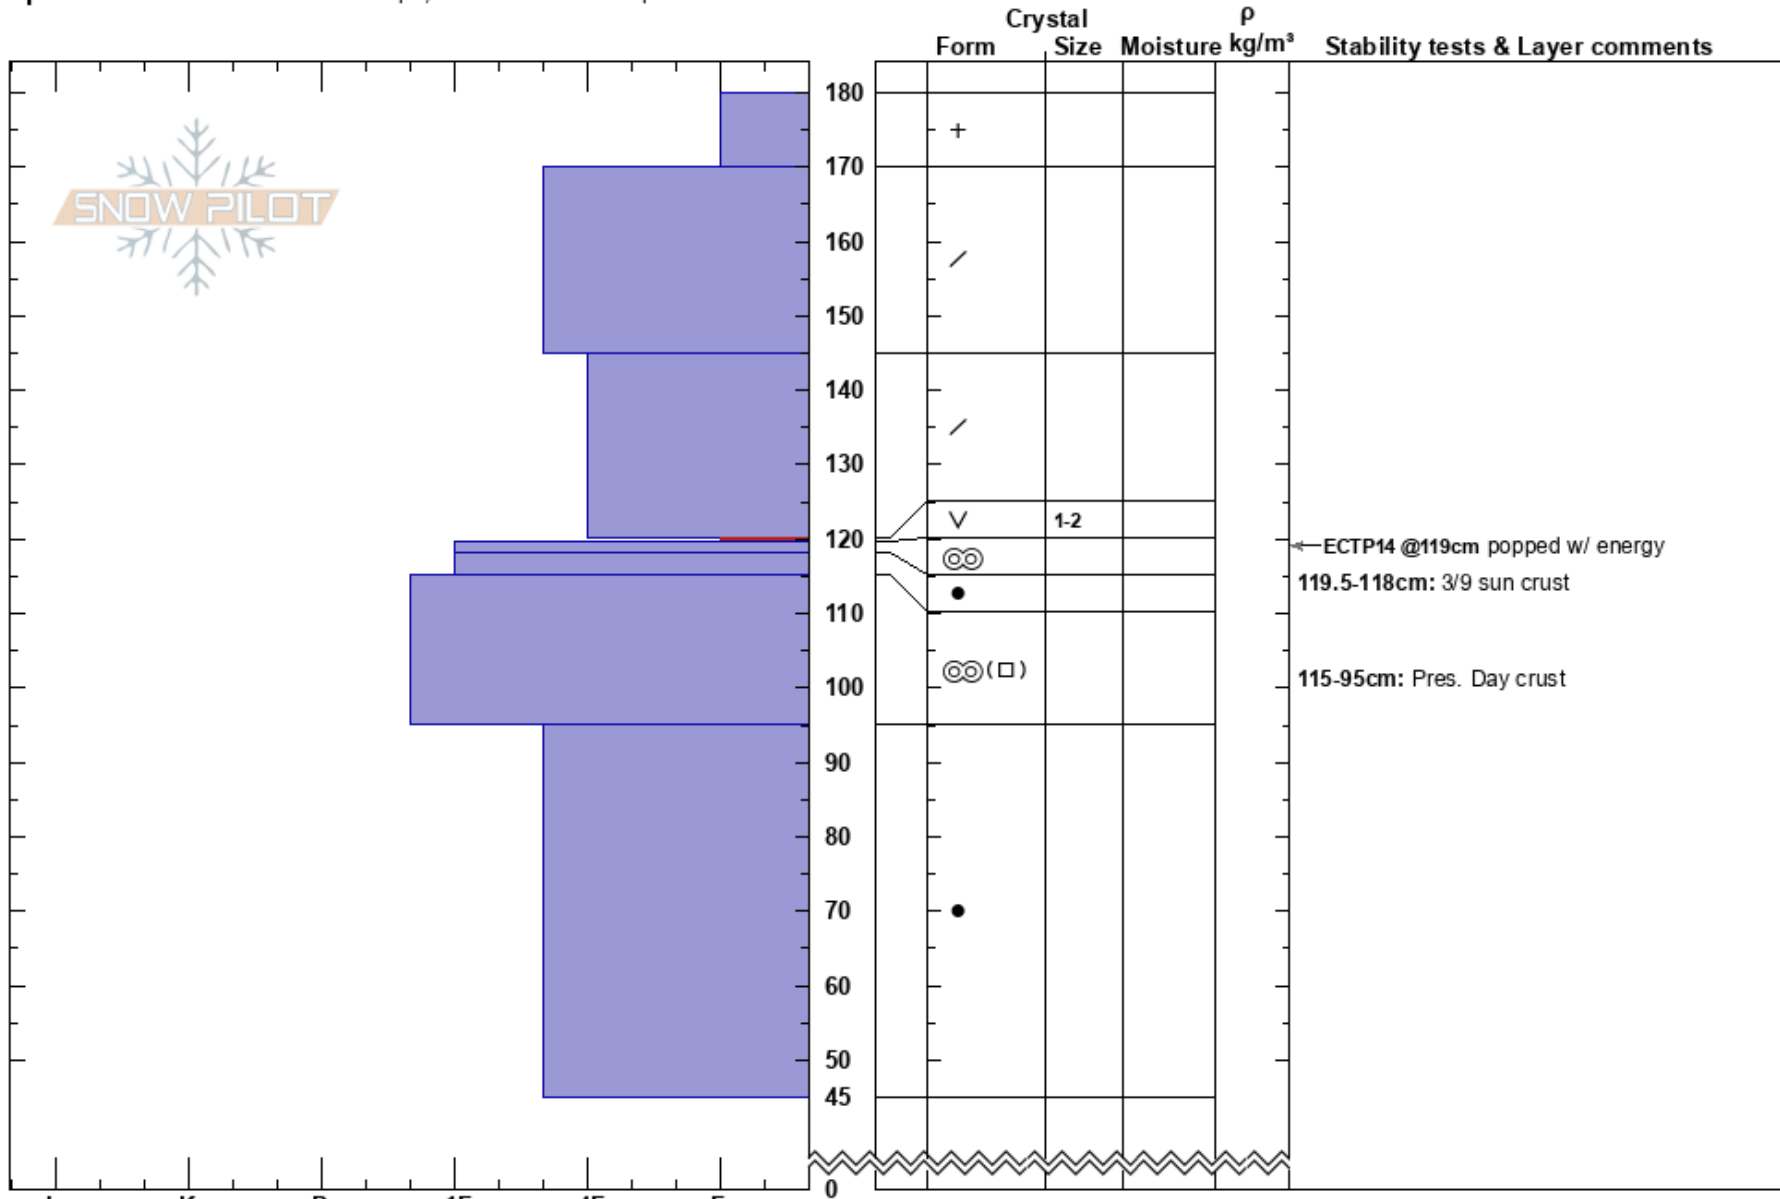 Crystal
ρ
Form Size Moisture kg/m³ Stability tests & Layer comments
180
+
170
SNOW PILOT
160
150
140
130
1-2
120
ECTP14 @119cm popped w/ energy
119.5-118cm: 3/9 sun crust
110
115-95cm: Pres. Day crust
100
90
80
70
60
50
45
0